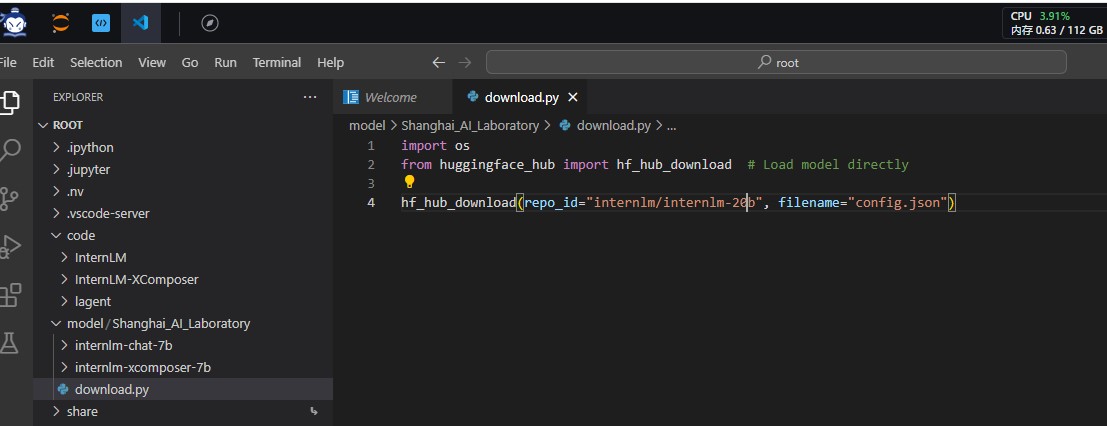 CPU 3.91%
内存 0.63 / 112 GB
File Edit Selection View Go Run Terminal Help
root
EXPLORER
ROOT
.ipython
.jupyter
.nv
.vscode-server
code
InternLM
InternLM-XComposer
lagent
model / Shanghai_AI_Laboratory
internlm-chat-7b
internlm-xcomposer-7b
download.py
share
Welcome
download.py
model > Shanghai_AI_Laboratory > download.py > ...
1 import os
2 from huggingface_hub import hf_hub_download  # Load model directly
3
4 hf_hub_download(repo_id="internlm/internlm-20b", filename="config.json")